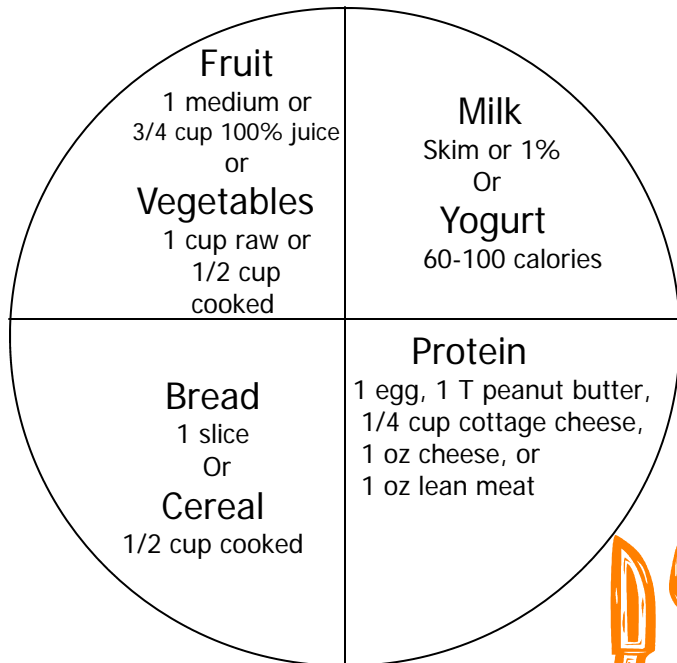 Fruit
1 medium or
3/4 cup 100% juice
or
Vegetables
1 cup raw or
1/2 cup
cooked
Milk
Skim or 1%
Or
Yogurt
60-100 calories
Bread
1 slice
Or
Cereal
1/2 cup cooked
Protein
1 egg, 1 T peanut butter,
1/4 cup cottage cheese,
1 oz cheese, or
1 oz lean meat